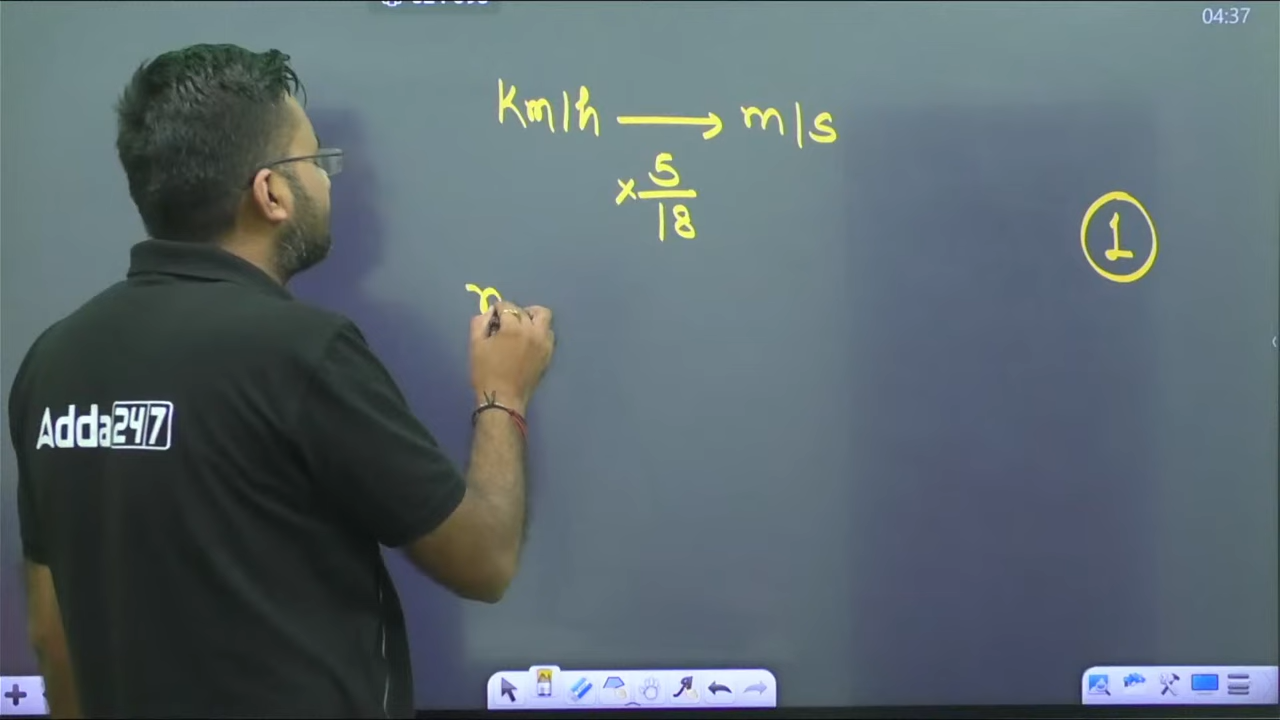 04:37
Km/h → m/s
× 5/18
1
Adda247